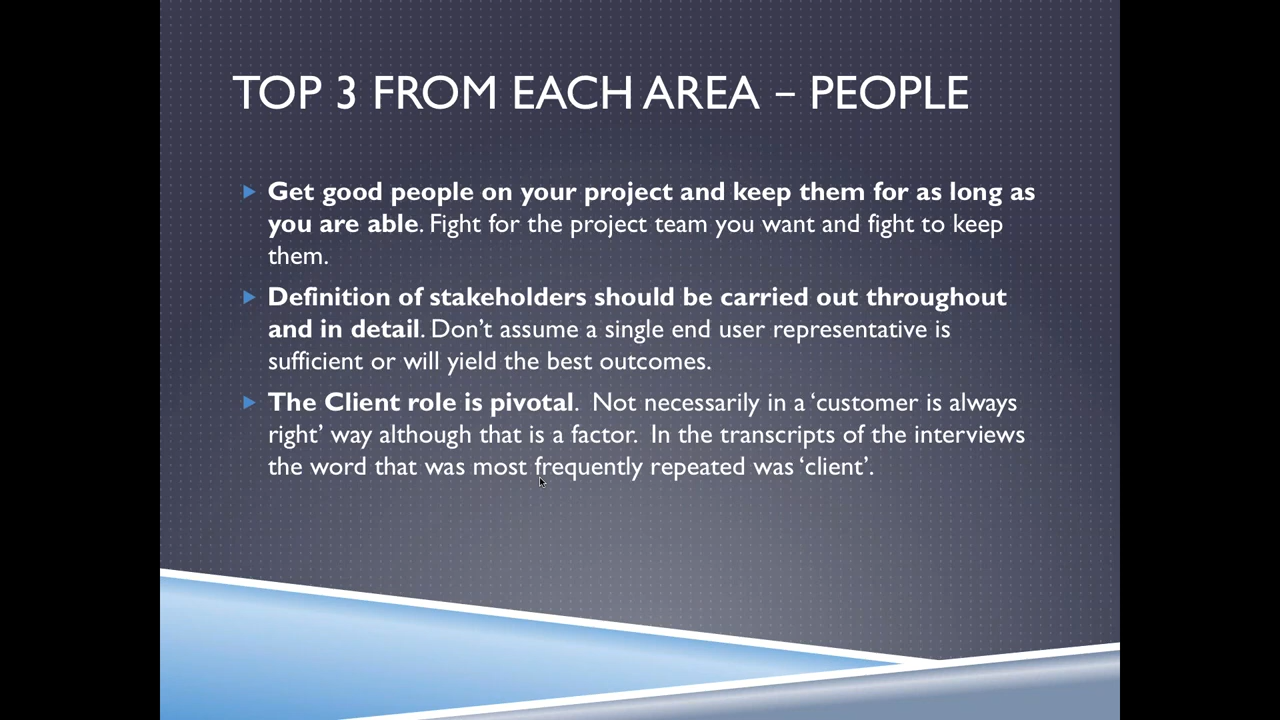 TOP 3 FROM EACH AREA – PEOPLE
Get good people on your project and keep them for as long as
you are able. Fight for the project team you want and fight to keep
them.
Definition of stakeholders should be carried out throughout
and in detail. Don’t assume a single end user representative is
sufficient or will yield the best outcomes.
The Client role is pivotal.  Not necessarily in a ‘customer is always
right’ way although that is a factor.  In the transcripts of the interviews
the word that was most frequently repeated was ‘client’.